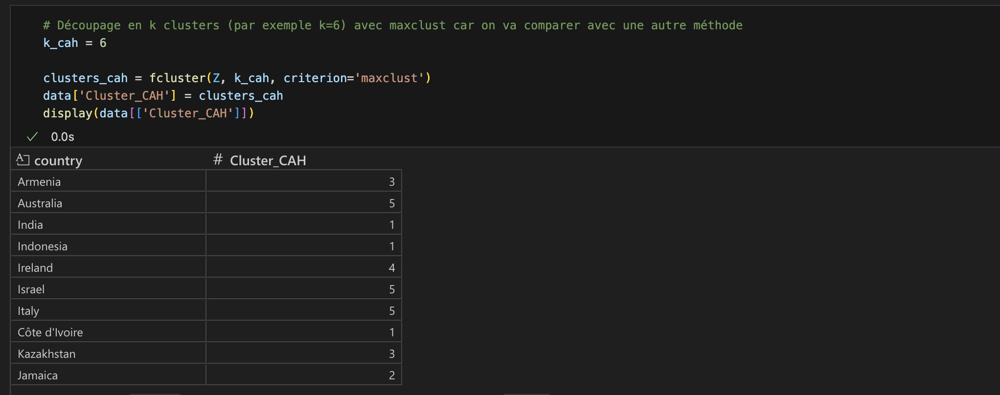 # Découpage en k clusters (par exemple k=6) avec maxclust car on va comparer avec une autre méthode
k_cah = 6
clusters_cah = fcluster(Z, k_cah, criterion='maxclust')
data['Cluster_CAH'] = clusters_cah
display(data[['Cluster_CAH']])
✓ 0.0s
country # Cluster_CAH
Armenia 3
Australia 5
India 1
Indonesia 1
Ireland 4
Israel 5
Italy 5
Côte d'Ivoire 1
Kazakhstan 3
Jamaica 2